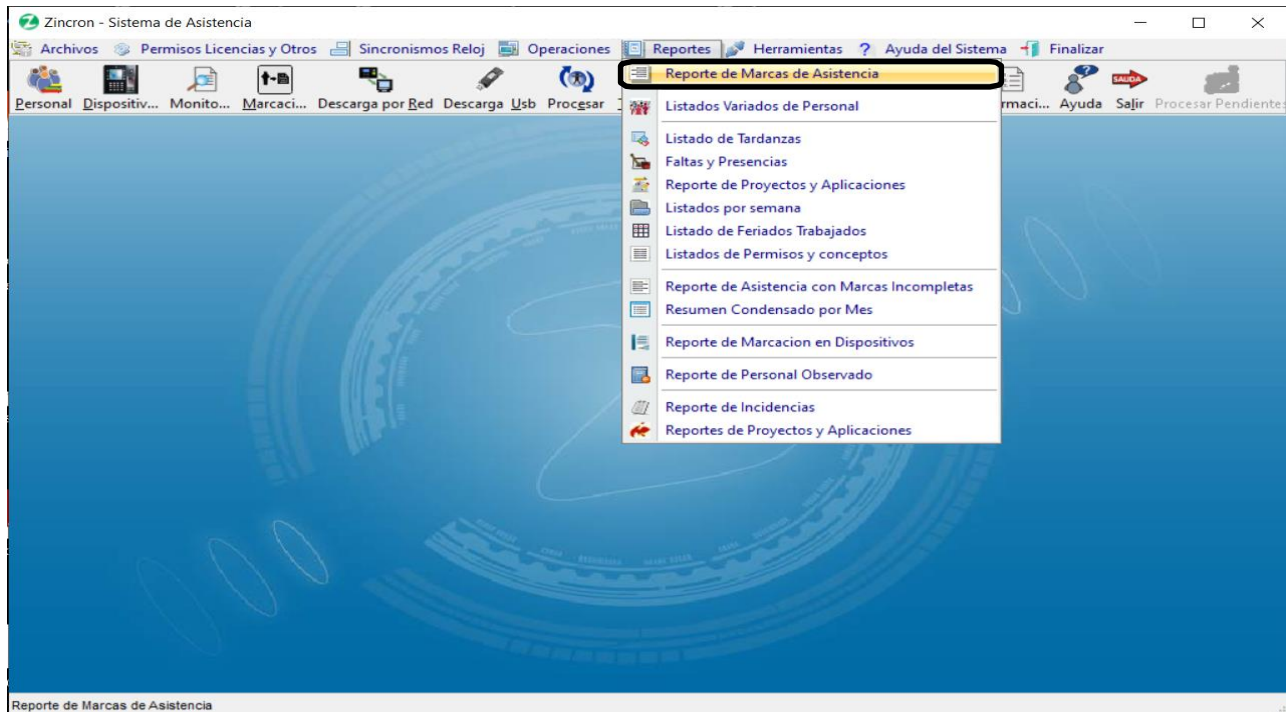 Zincron - Sistema de Asistencia
Archivos Permisos Licencias y Otros Sincronismos Reloj Operaciones Reportes Herramientas ? Ayuda del Sistema Finalizar
Personal Dispositiv... Monito... Marcaci... Descarga por Red Descarga Usb Procesar rmaci... Ayuda Salir Procesar Pendientes
SALIDA
Reporte de Marcas de Asistencia
Listados Variados de Personal
Listado de Tardanzas
Faltas y Presencias
Reporte de Proyectos y Aplicaciones
Listados por semana
Listado de Feriados Trabajados
Listados de Permisos y conceptos
Reporte de Asistencia con Marcas Incompletas
Resumen Condensado por Mes
Reporte de Marcacion en Dispositivos
Reporte de Personal Observado
Reporte de Incidencias
Reportes de Proyectos y Aplicaciones
Reporte de Marcas de Asistencia